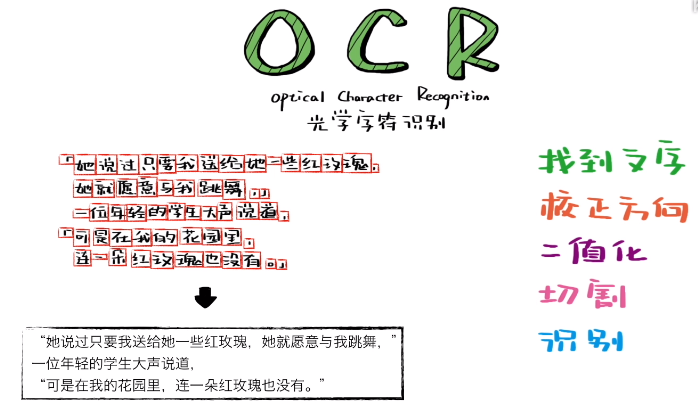 OCR
Optical Character Recognition
光学字符识别
「她说过只要我送给她一些红玫瑰,
她就愿意与我跳舞,」
一位年轻的学生大声说道,
「可是在我的花园里,
连一朵红玫瑰也没有。」
找到文字
校正方向
二值化
切割
识别
“她说过只要我送给她一些红玫瑰，她就愿意与我跳舞，”
一位年轻的学生大声说道，
“可是在我的花园里，连一朵红玫瑰也没有。”